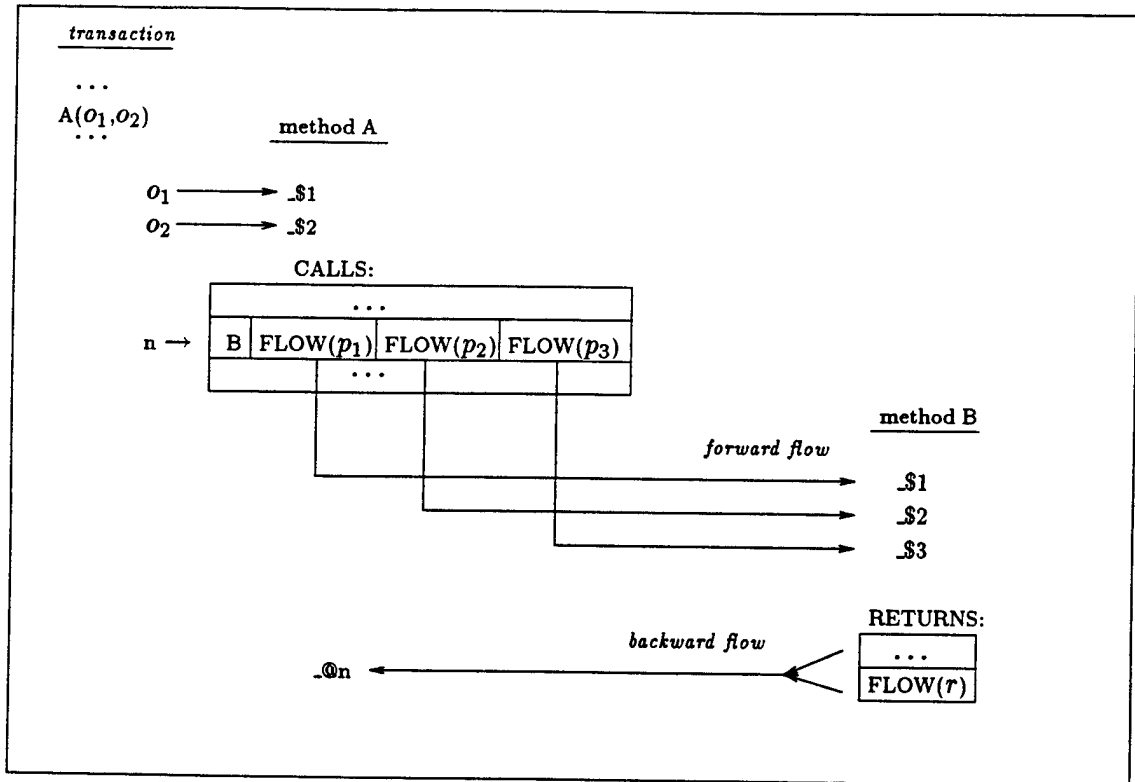 transaction
...
A(o1,o2)
...
method A
o1 _$1
o2 _$2
CALLS:
...
n → B FLOW(p1) FLOW(p2) FLOW(p3)
...
method B
forward flow
_$1
_$2
_$3
RETURNS:
backward flow
...
_@n
FLOW(r)